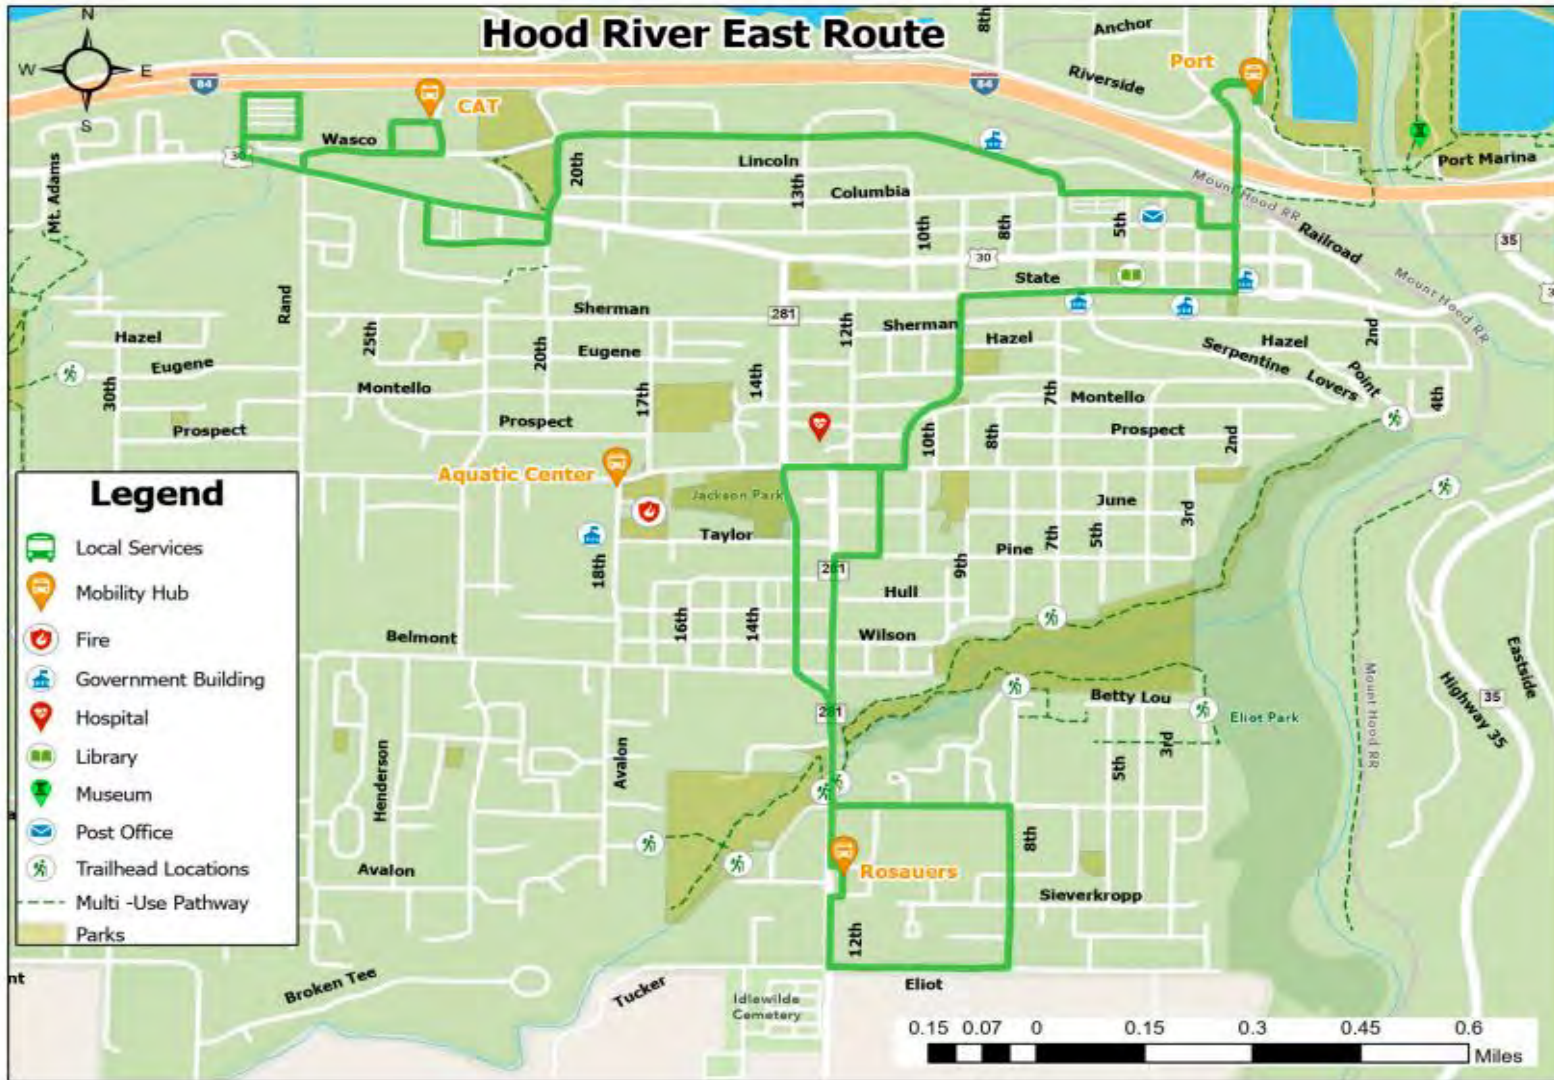 Hood River East Route
N
W
E
S
84
84
8th
Anchor
Riverside
Port
CAT
Wasco
30
Mt. Adams
20th
Lincoln
13th
Columbia
10th
8th
5th
Mount Hood RR
Railroad
Port Marina
35
30
State
Mount Hood RR
Rand
Sherman
281
12th
Sherman
Hazel
Hazel
2nd
Serpentine
Lovers
Point
Hazel
Eugene
30th
25th
20th
Eugene
Montello
17th
14th
7th
Montello
4th
Prospect
Prospect
10th
8th
Prospect
2nd
Aquatic Center
Jackson Park
June
3rd
Taylor
Pine
7th
5th
18th
281
9th
Hull
16th
14th
Wilson
Belmont
Mount Hood RR
Eastside
Highway 35
35
281
Betty Lou
Eliot Park
5th
3rd
Henderson
Avalon
8th
Avalon
Rosauers
Sieverkropp
12th
Broken Tee
Tucker
Eliot
Idlewilde
Cemetery
nt
Legend
Local Services
Mobility Hub
Fire
Government Building
Hospital
Library
Museum
Post Office
Trailhead Locations
Multi -Use Pathway
Parks
0.15 0.07 0 0.15 0.3 0.45 0.6
Miles